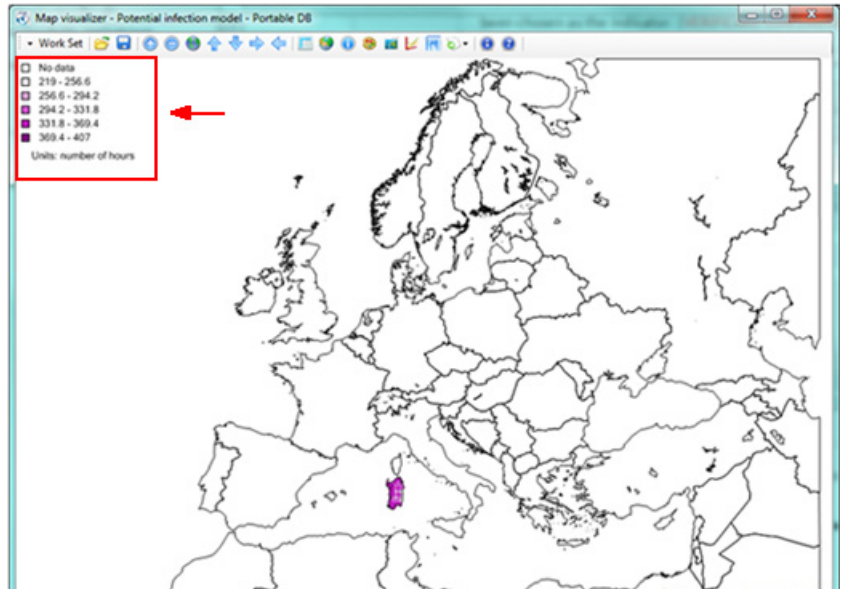 Map visualizer - Potential infection model - Portable DB
Work Set
No data
219 - 256.6
256.6 - 294.2
294.2 - 331.8
331.8 - 369.4
369.4 - 407
Units: number of hours